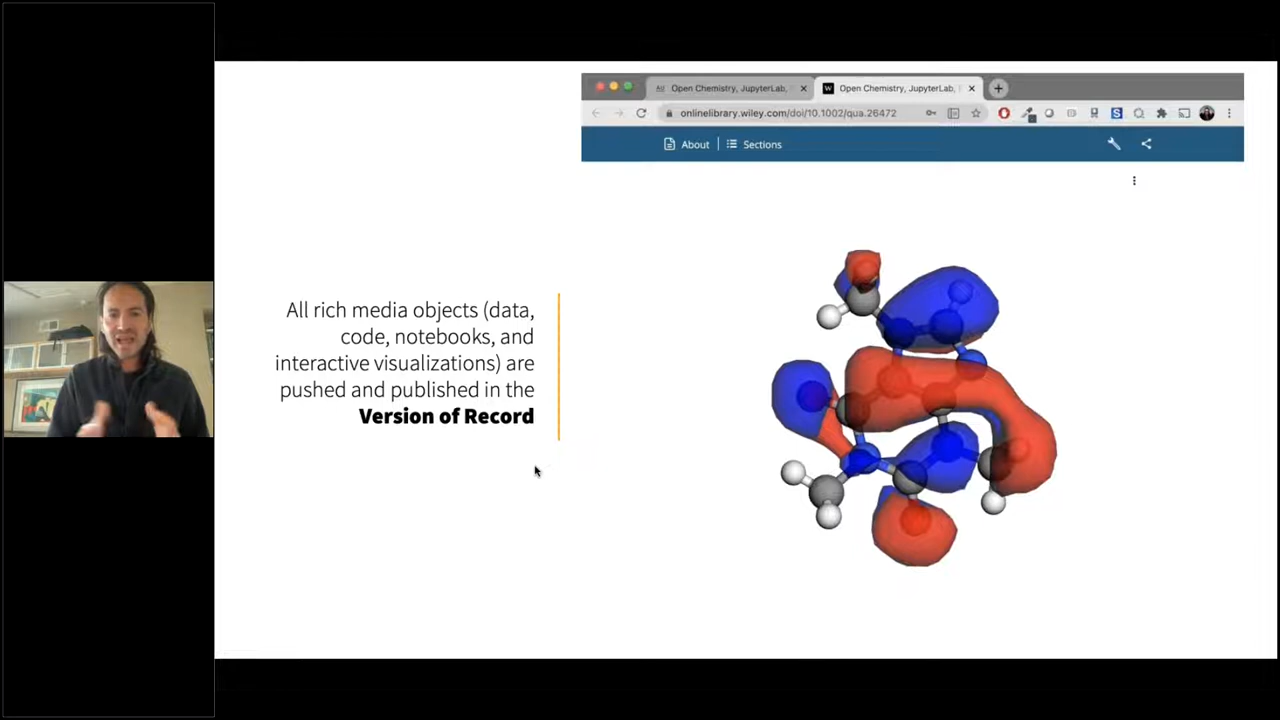 Open Chemistry, JupyterLab,
Open Chemistry, JupyterLab,
onlinelibrary.wiley.com/doi/10.1002/qua.26472
About
Sections
All rich media objects (data,
code, notebooks, and
interactive visualizations) are
pushed and published in the
Version of Record